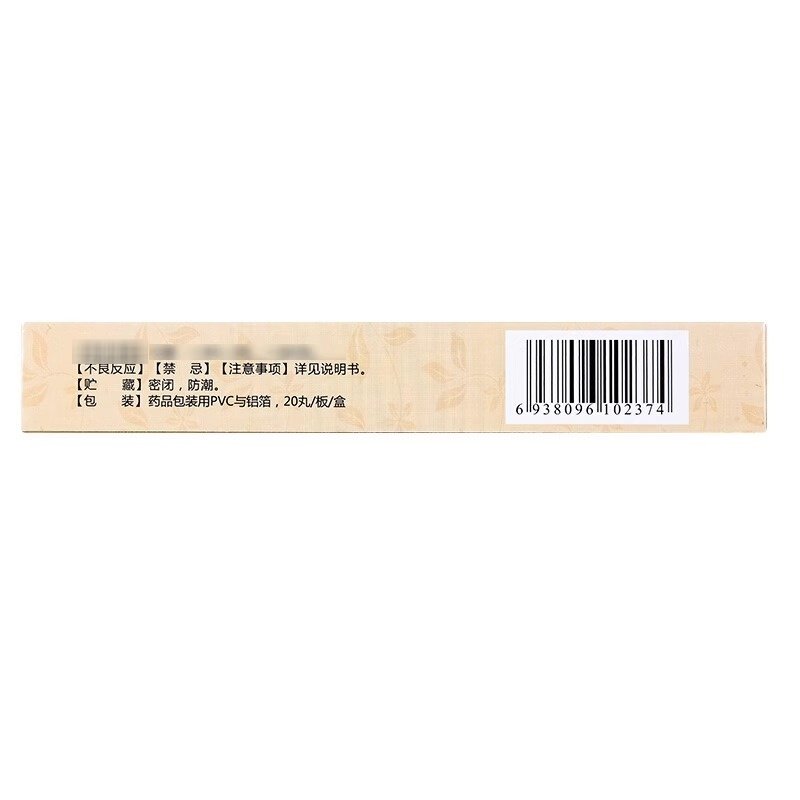 【不良反应】【禁 忌】【注意事项】详见说明书。
【贮 藏】密闭，防潮。
【包 装】药品包装用PVC与铝箔，20丸/板/盒
6 938096 102374